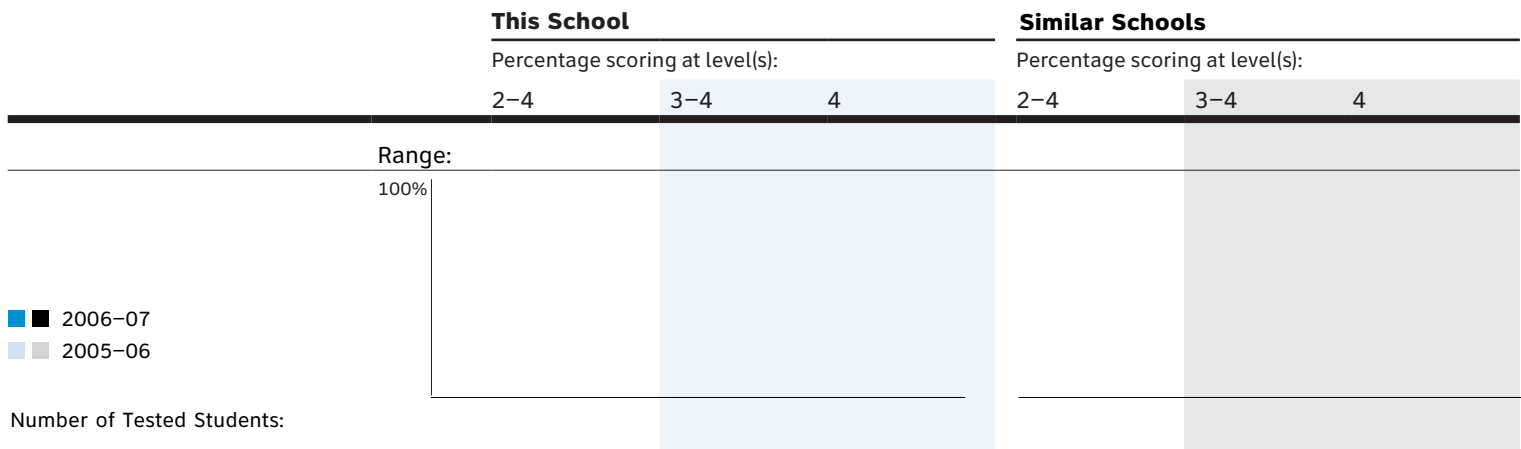 This School Similar Schools
Percentage scoring at level(s): Percentage scoring at level(s):
2–4 3–4 4 2–4 3–4 4
Range:
100%
2006–07
2005–06
Number of Tested Students: